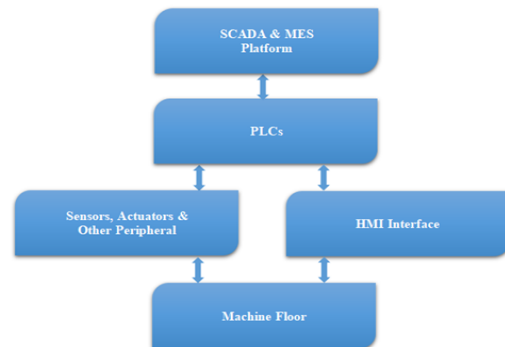 SCADA & MES
Platform
PLCs
Sensors, Actuators &
Other Peripheral
HMI Interface
Machine Floor